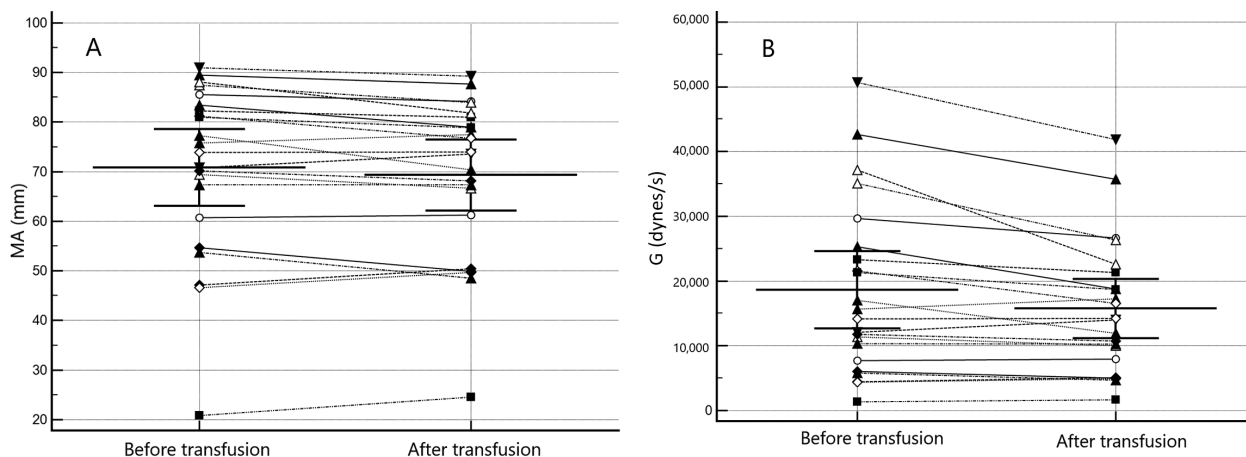 A
MA (mm)
100
90
80
70
60
50
40
30
20
Before transfusion
After transfusion
B
G (dynes/s)
60,000
50,000
40,000
30,000
20,000
10,000
0
Before transfusion
After transfusion